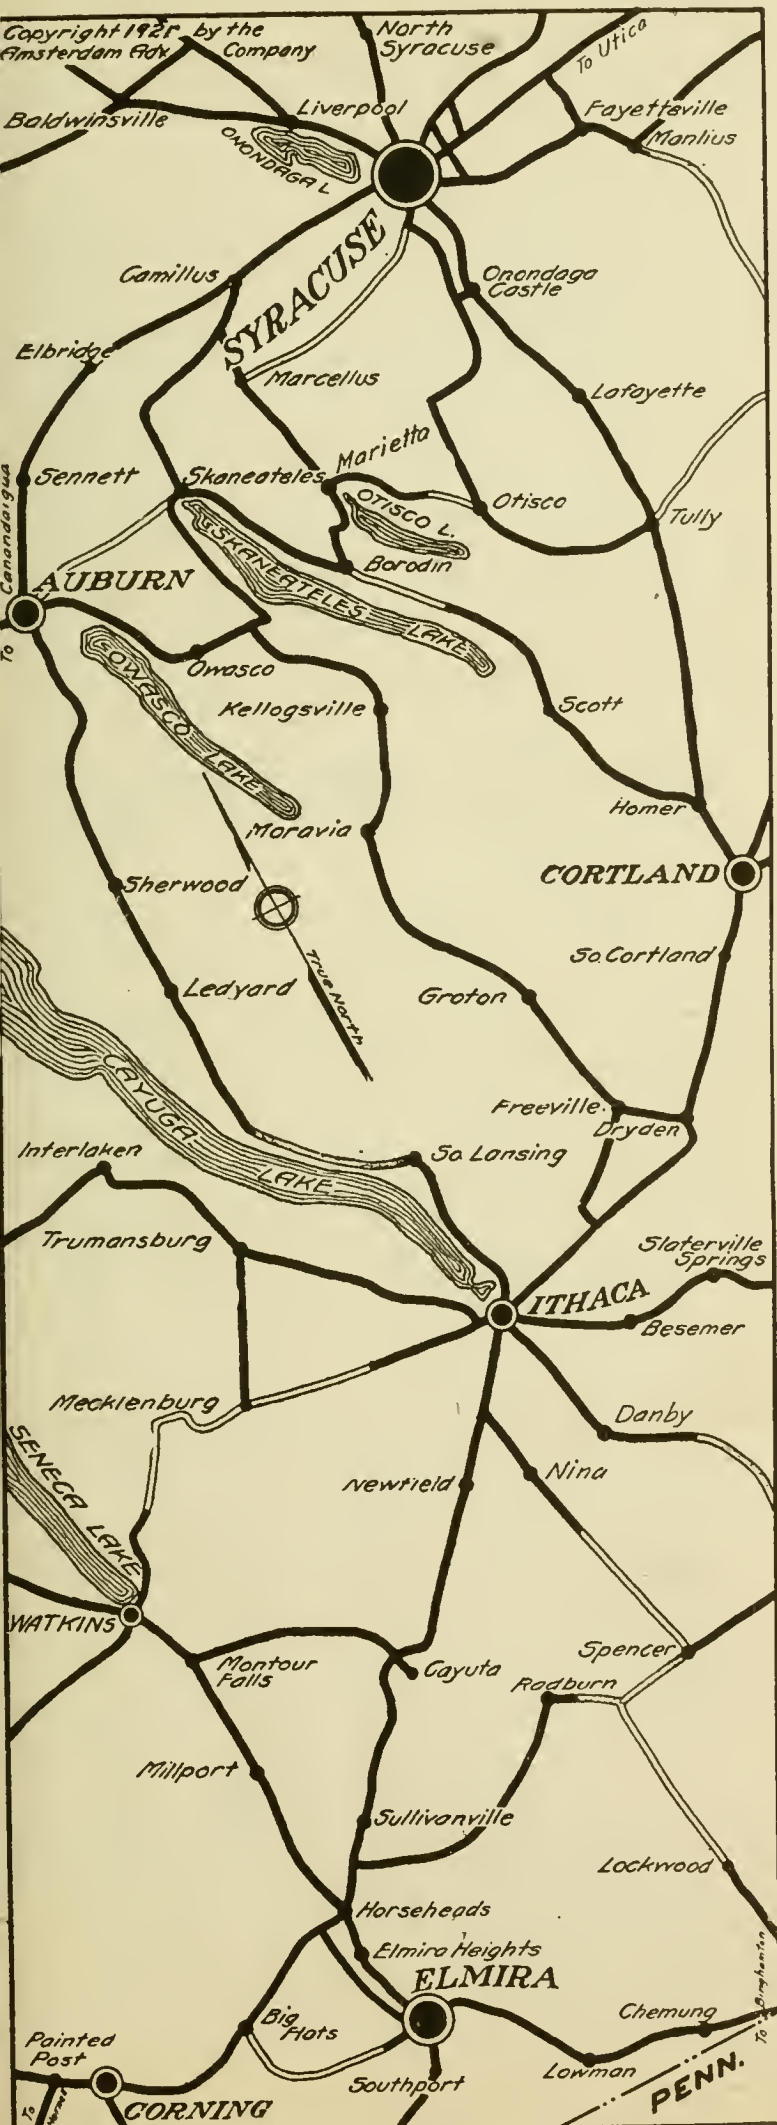 Copyright 192 by the
Amsterdam Adv. Company
North
Syracuse
To Utica
Baldwinsville
Liverpool
Fayetteville
Manlius
ONONDAGA L
SYRACUSE
Camillus
Onondaga
Castle
Elbridge
Marcellus
Lafayette
Marietta
Sennett
Skaneateles
OTISCO L.
Otisco
Tully
To Canandaigua
AUBURN
Borodin
SKANEATELES LAKE
Owasco
OWASCO LAKE
Kellogsville
Scott
Homer
Moravia
CORTLAND
Sherwood
True North
So. Cortland
Ledyard
Groton
CAYUGA
LAKE
Freeville
Dryden
Interlaken
So. Lansing
Trumansburg
Slaterville
Springs
ITHACA
Besemer
Mecklenburg
Danby
SENECA LAKE
Newfield
Nina
WATKINS
Montour
Falls
Cayuta
Spencer
Radburn
Millport
Sullivanville
Lockwood
Horseheads
Elmira Heights
ELMIRA
To Binghamton
Big
Flats
Chemung
Painted
Post
Southport
Lowman
PENN.
To
CORNING